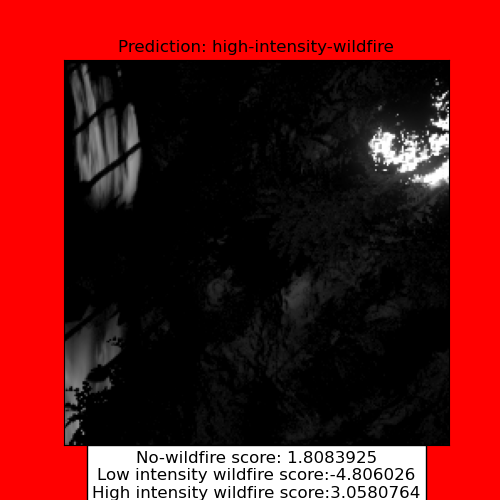 Prediction: high-intensity-wildfire
No-wildfire score: 1.8083925
Low intensity wildfire score:-4.806026
High intensity wildfire score:3.0580764